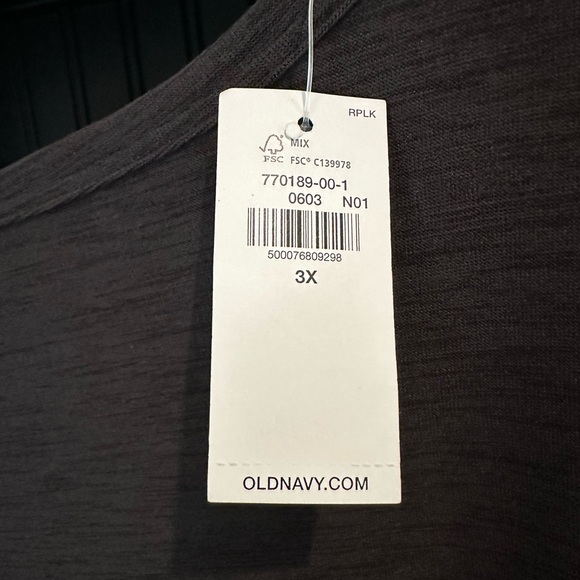 RPLK
MIX
FSC FSC® C139978
770189-00-1
0603 N01
500076809298
3X
OLDNAVY.COM